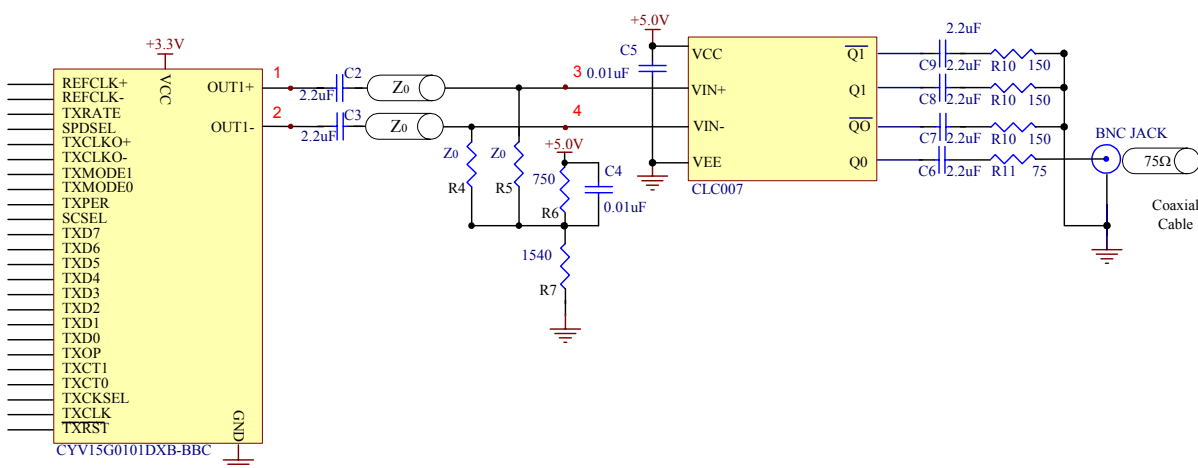 +3.3V
VCC
REFCLK+
REFCLK-
TXRATE
SPDSEL
TXCLKO+
TXCLKO-
TXMODE1
TXMODE0
TXPER
SCSEL
TXD7
TXD6
TXD5
TXD4
TXD3
TXD2
TXD1
TXD0
TXOP
TXCT1
TXCT0
TXCKSEL
TXCLK
TXRST
OUT1+
OUT1-
GND
CYV15G0101DXB-BBC
1
2
C2
2.2uF
C3
2.2uF
Z0
Z0
3
4
Z0
R4
Z0
R5
+5.0V
750
R6
C4
0.01uF
1540
R7
+5.0V
C5
0.01uF
VCC
VIN+
VIN-
VEE
Q1
Q1
QO
Q0
CLC007
2.2uF
C9
2.2uF
R10
150
C8
2.2uF
R10
150
C7
2.2uF
R10
150
C6
2.2uF
R11
75
BNC JACK
75Ω
Coaxial
Cable